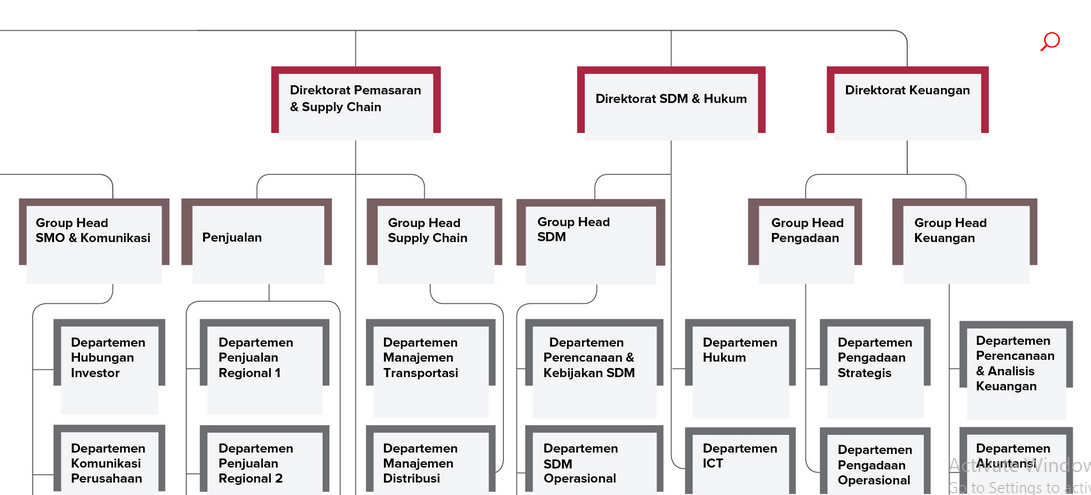 Direktorat Pemasaran
& Supply Chain
Direktorat SDM & Hukum
Direktorat Keuangan
Group Head
SMO & Komunikasi
Penjualan
Group Head
Supply Chain
Group Head
SDM
Group Head
Pengadaan
Group Head
Keuangan
Departemen
Hubungan
Investor
Departemen
Penjualan
Regional 1
Departemen
Manajemen
Transportasi
Departemen
Perencanaan &
Kebijakan SDM
Departemen
Hukum
Departemen
Pengadaan
Strategis
Departemen
Perencanaan
& Analisis
Keuangan
Departemen
Komunikasi
Perusahaan
Departemen
Penjualan
Regional 2
Departemen
Manajemen
Distribusi
Departemen
SDM
Operasional
Departemen
ICT
Departemen
Pengadaan
Operasional
Departemen
Akuntansi
Activate Window
Go to Settings to activ